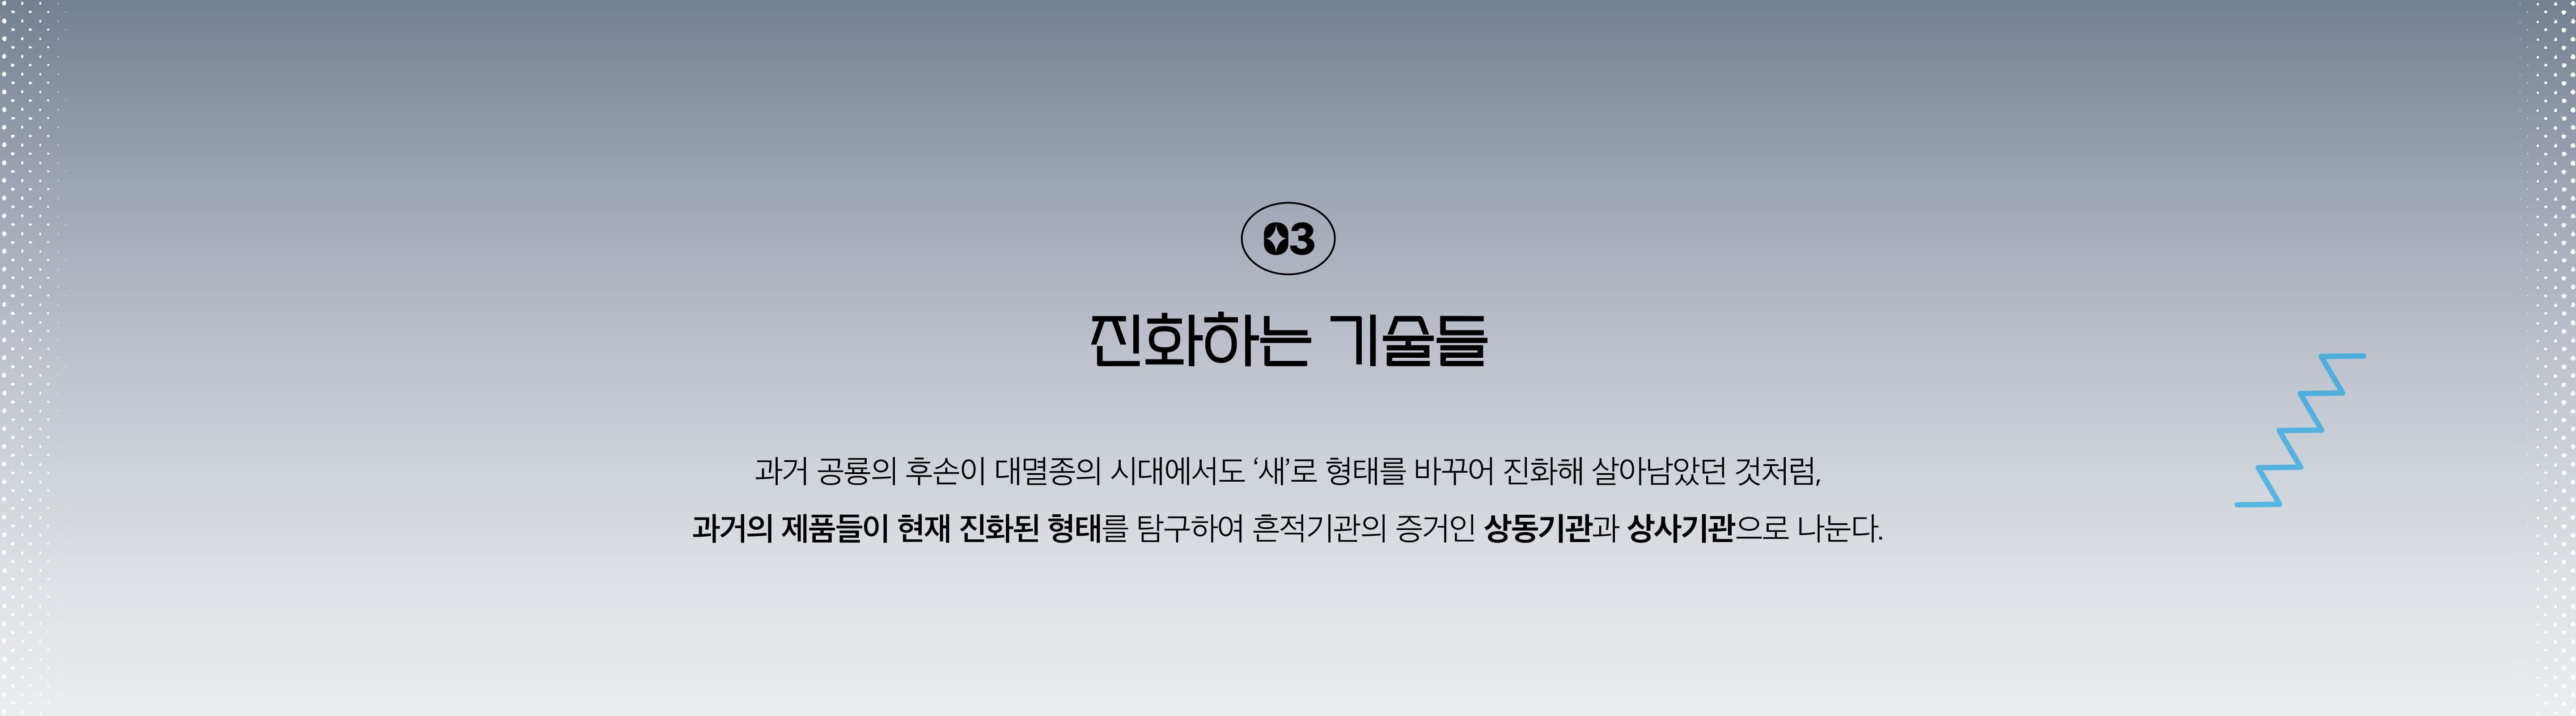 03
진화하는 기술들
과거 공룡의 후손이 대멸종의 시대에서도 ‘새’로 형태를 바꾸어 진화해 살아남았던 것처럼,
과거의 제품들이 현재 진화된 형태를 탐구하여 흔적기관의 증거인 상동기관과 상사기관으로 나눈다.